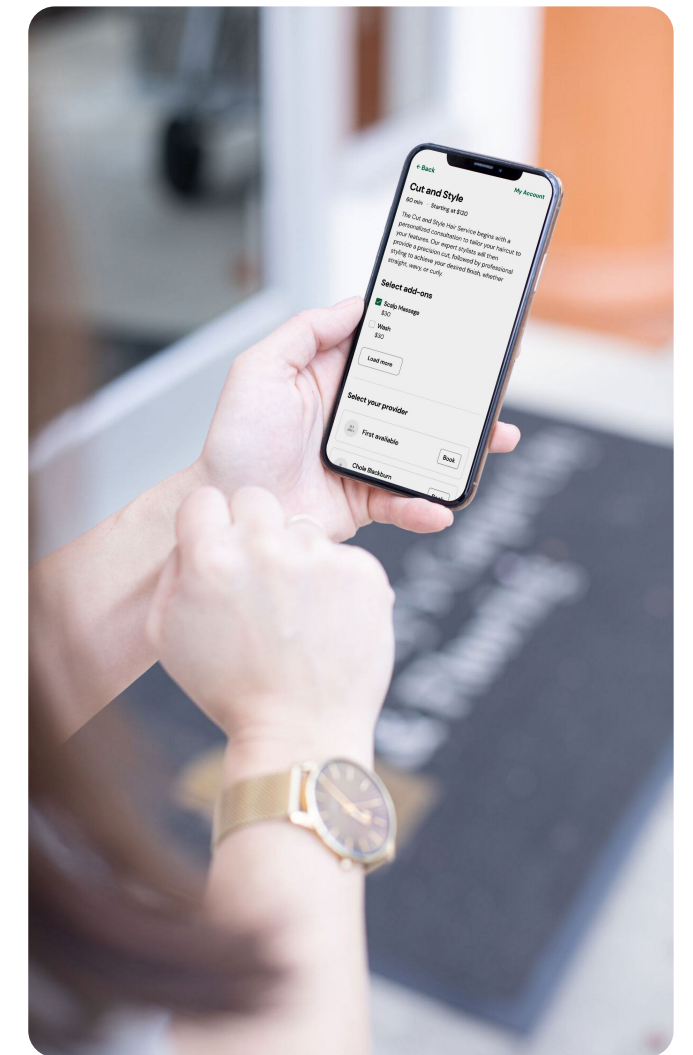 ← Back
My Account
Cut and Style
60 min · Starting at $130
The Cut and Style Hair Service begins with a
personalized consultation to tailor your haircut to
your features. Our expert stylists will then
provide a precision cut, followed by professional
styling to achieve your desired finish, whether
straight, wavy, or curly.
Select add-ons
Scalp Massage
$30
Wash
$30
Load more
Select your provider
First available
Book
Chole Blackburn
Book